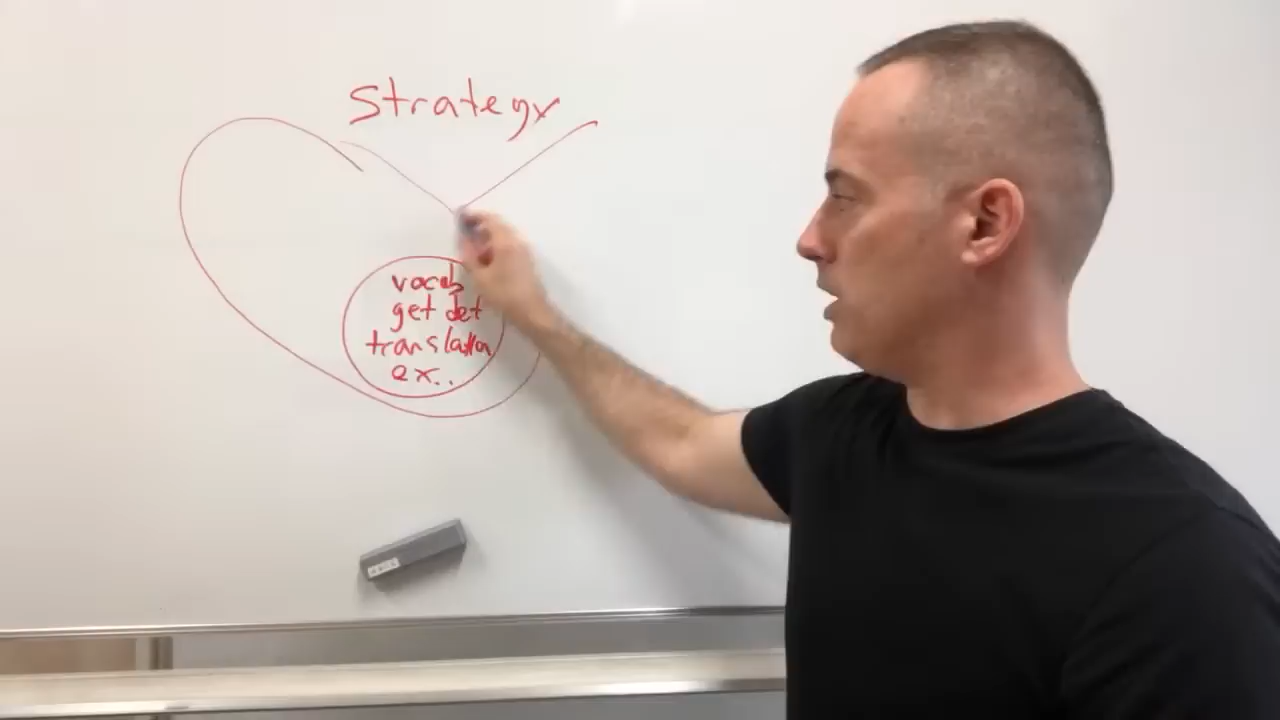 Strategy
vocab
get det
translation
ex..